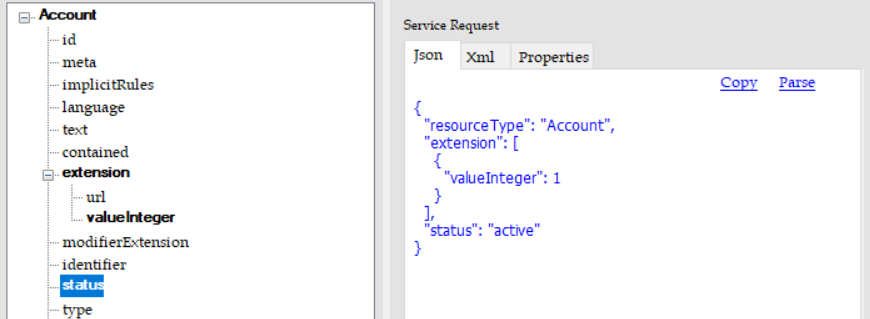 Account
id
meta
implicitRules
language
text
contained
extension
url
valueInteger
modifierExtension
identifier
status
type
Service Request
Json Xml Properties
Copy Parse
{
"resourceType": "Account",
"extension": [
{
"valueInteger": 1
}
],
"status": "active"
}